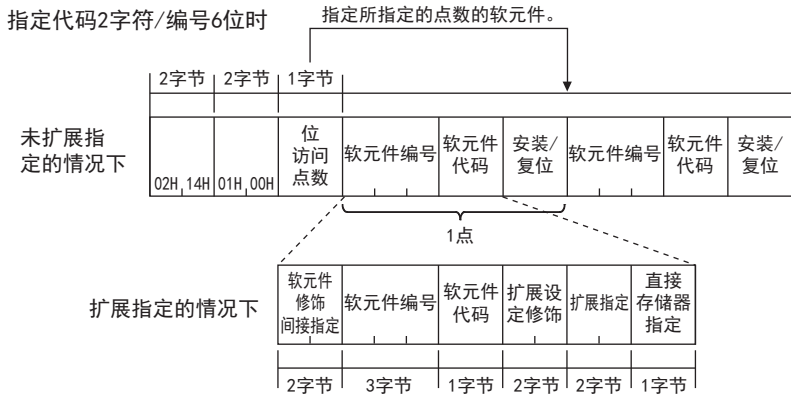 指定代码2字符/编号6位时
指定所指定的点数的软元件。
2字节 2字节 1字节
未扩展指
定的情况下
02H 14H 01H 00H
位
访问
点数
软元件编号
软元件
代码
安装/
复位
软元件编号
软元件
代码
安装/
复位
1点
扩展指定的情况下
软元件
修饰
间接指定
软元件编号
软元件
代码
扩展设
定修饰
扩展指定
直接
存储器
指定
2字节 3字节 1字节 2字节 2字节 1字节